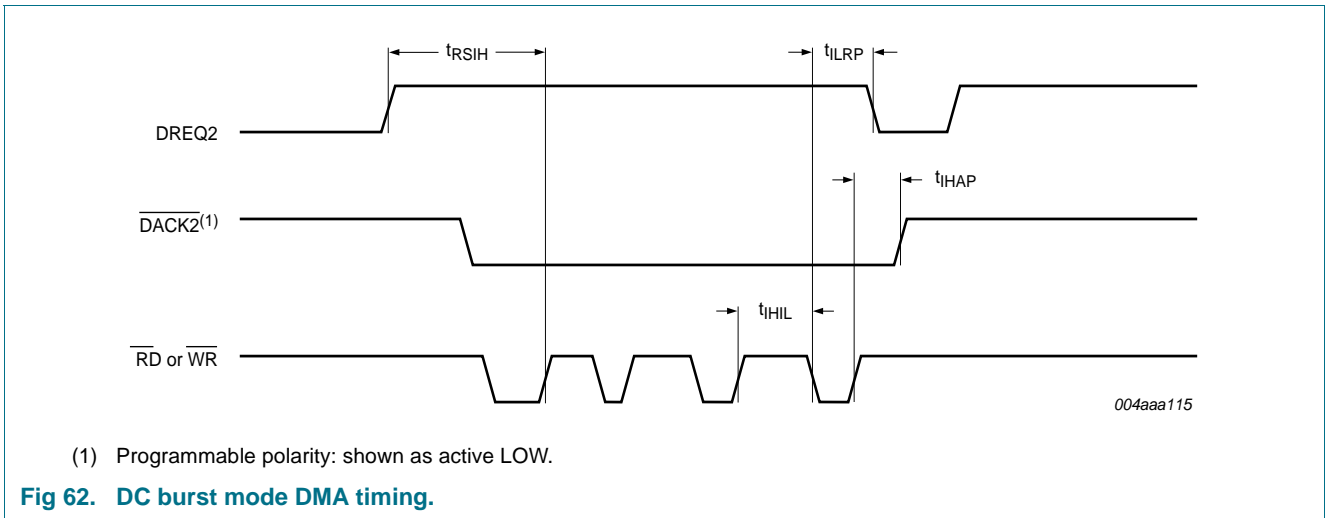 tRSIH
tILRP
DREQ2
tIHAP
DACK2(1)
tIHIL
RD or WR
004aaa115
(1) Programmable polarity: shown as active LOW.
Fig 62. DC burst mode DMA timing.